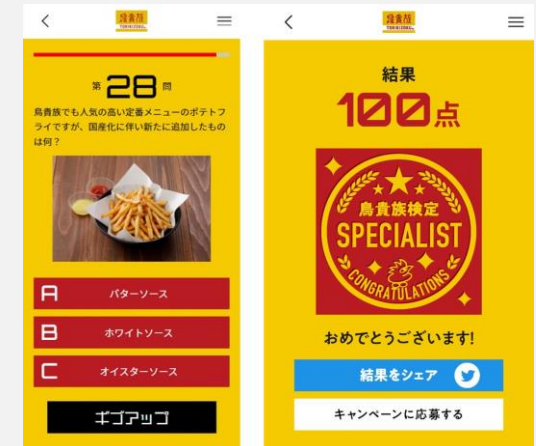 鳥貴族
TORIKIZOKU
第28問
鳥貴族でも人気の高い定番メニューのポテトフ
ライですが、国産化に伴い新たに追加したもの
は何？
A バターソース
B ホワイトソース
C オイスターソース
ギブアップ
鳥貴族
TORIKIZOKU
結果
100点
鳥貴族検定
SPECIALIST
CONGRATULATIONS
おめでとうございます!
結果をシェア
キャンペーンに応募する